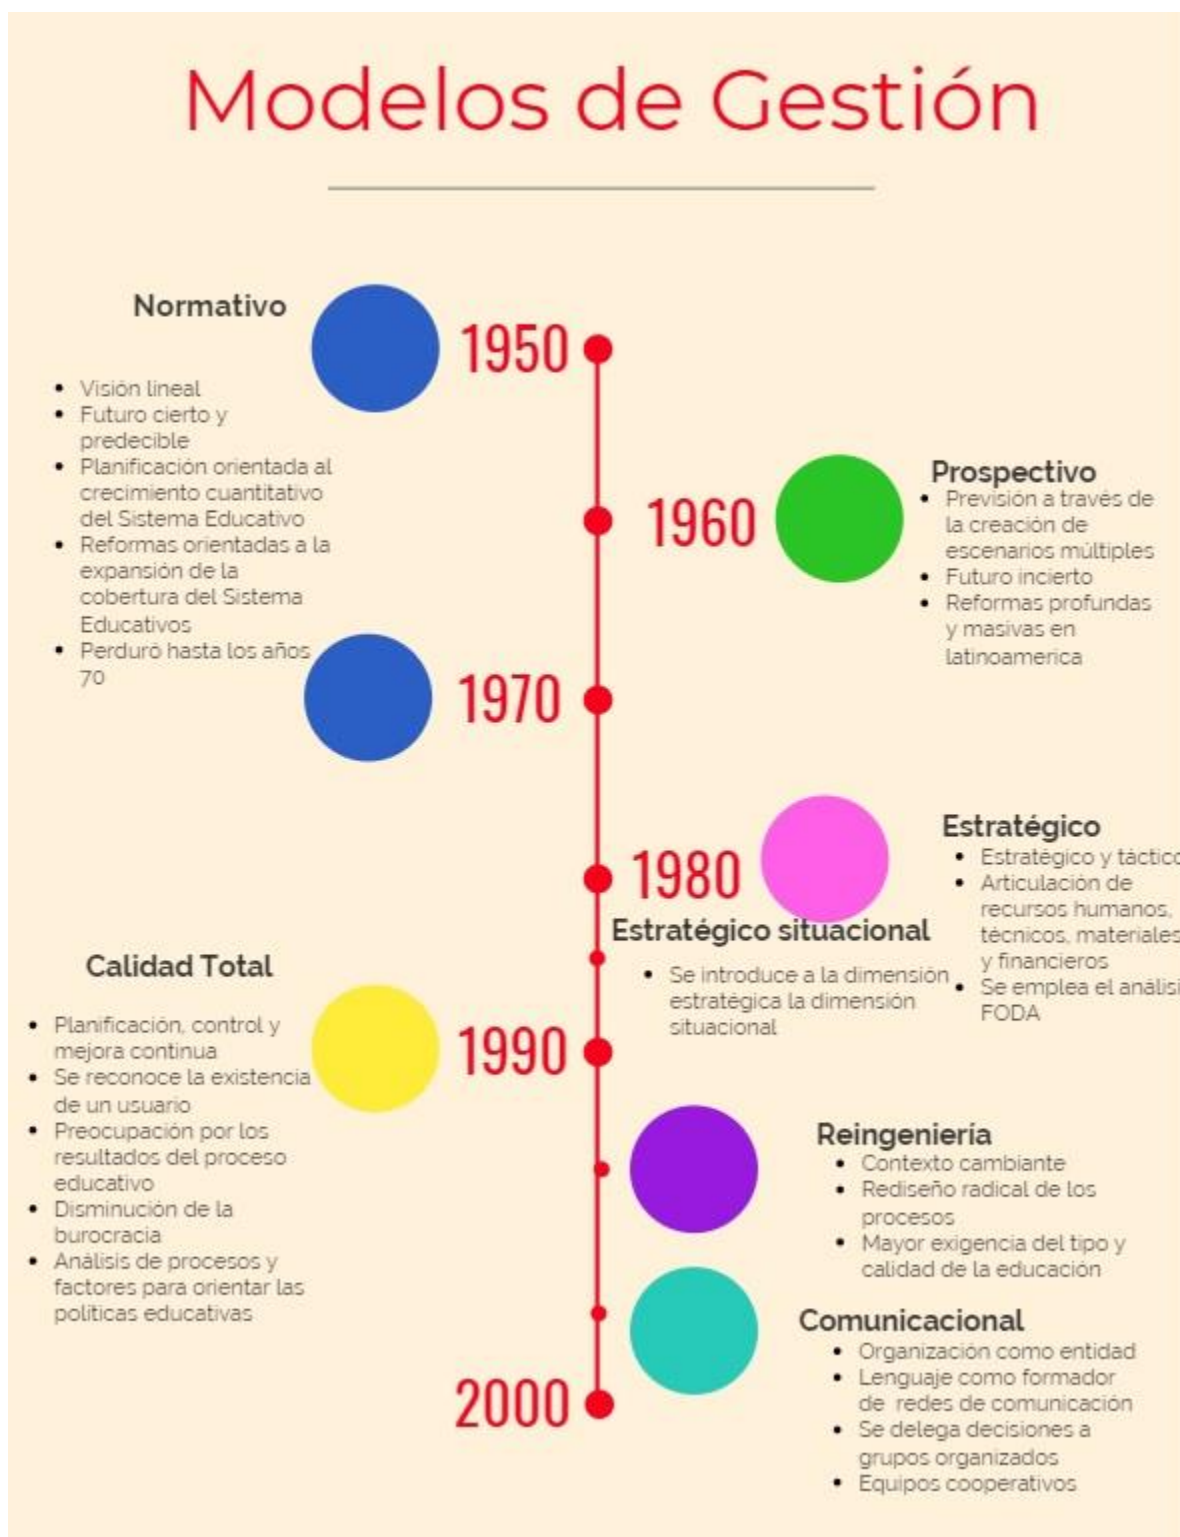 Modelos de Gestión
Normativo
1950
Visión lineal
Futuro cierto y
predecible
Planificación orientada al
crecimiento cuantitativo
del Sistema Educativo
Reformas orientadas a la
expansión de la
cobertura del Sistema
Educativos
Perduró hasta los años
70
1960
Prospectivo
Previsión a través de
la creación de
escenarios múltiples
Futuro incierto
Reformas profundas
y masivas en
latinoamerica
1970
1980
Estratégico
Estratégico y táctico
Articulación de
recursos humanos,
técnicos, materiales
y financieros
Se emplea el análisi
FODA
Estratégico situacional
Se introduce a la dimensión
estratégica la dimensión
situacional
Calidad Total
1990
Planificación, control y
mejora continua
Se reconoce la existencia
de un usuario
Preocupación por los
resultados del proceso
educativo
Disminución de la
burocracia
Análisis de procesos y
factores para orientar las
políticas educativas
Reingeniería
Contexto cambiante
Rediseño radical de los
procesos
Mayor exigencia del tipo y
calidad de la educación
Comunicacional
Organización como entidad
Lenguaje como formador
de redes de comunicación
Se delega decisiones a
grupos organizados
Equipos cooperativos
2000